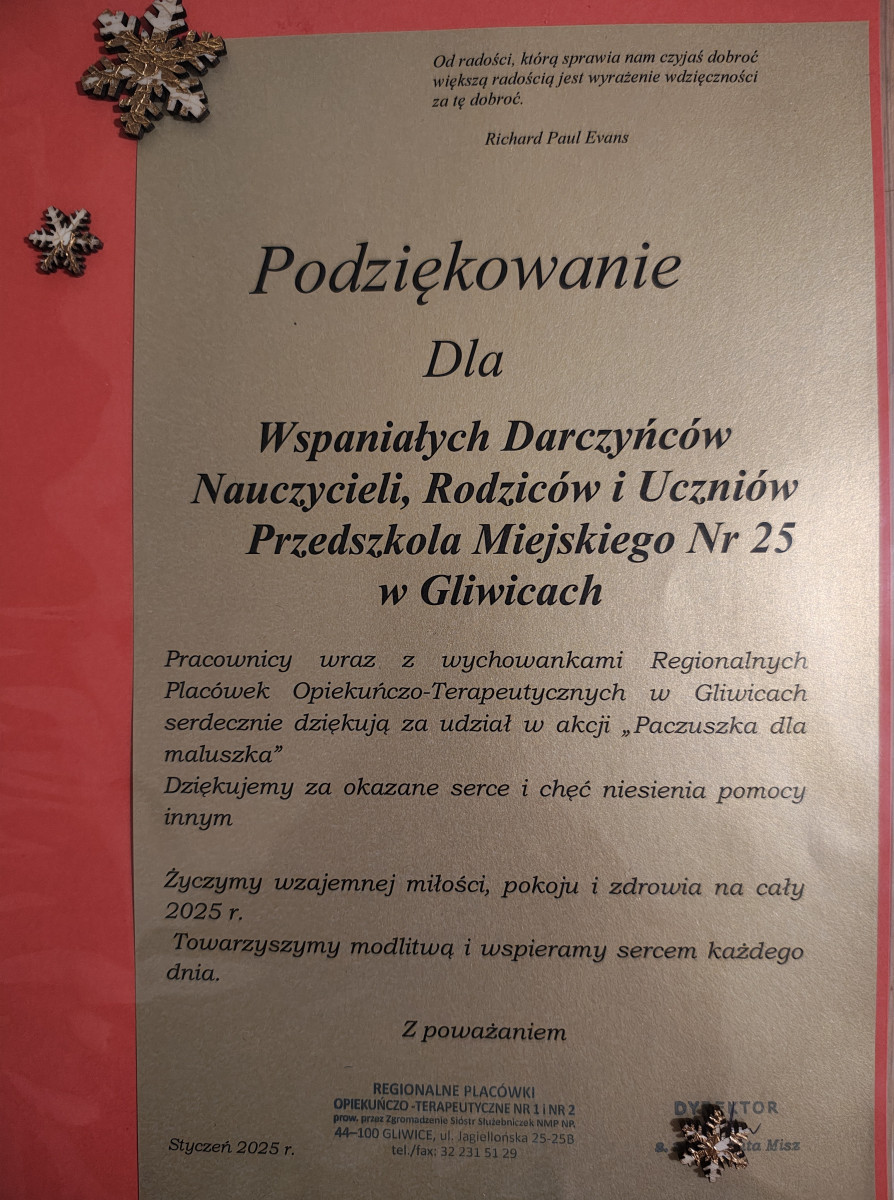 Od radości, którą sprawia nam czyjaś dobroć
większą radością jest wyrażenie wdzięczności
za tę dobroć.
Richard Paul Evans
Podziękowanie
Dla
Wspaniałych Darczyńców
Nauczycieli, Rodziców i Uczniów
Przedszkola Miejskiego Nr 25
w Gliwicach
Pracownicy wraz z wychowankami Regionalnych
Placówek Opiekuńczo-Terapeutycznych w Gliwicach
serdecznie dziękują za udział w akcji „Paczuszka dla
maluszka”
Dziękujemy za okazane serce i chęć niesienia pomocy
innym
Życzymy wzajemnej miłości, pokoju i zdrowia na cały
2025 r.
Towarzyszymy modlitwą i wspieramy sercem każdego
dnia.
Z poważaniem
REGIONALNE PLACÓWKI
OPIEKUŃCZO -TERAPEUTYCZNE NR 1 i NR 2
prow. przez Zgromadzenie Sióstr Służebniczek NMP NP.
44–100 GLIWICE, ul. Jagiellońska 25-25B
tel./fax: 32 231 51 29
DYREKTOR
s. Misz
Styczeń 2025 r.